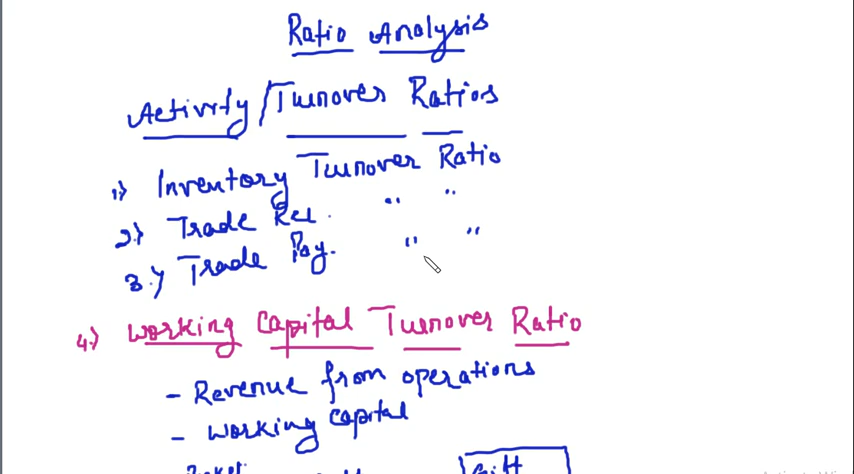 Ratio Analysis
Activity/Turnover Ratios
1) Inventory Turnover Ratio
2) Trade Rec. " "
3) Trade Pay. " "
4) Working Capital Turnover Ratio
- Revenue from operations
- Working Capital